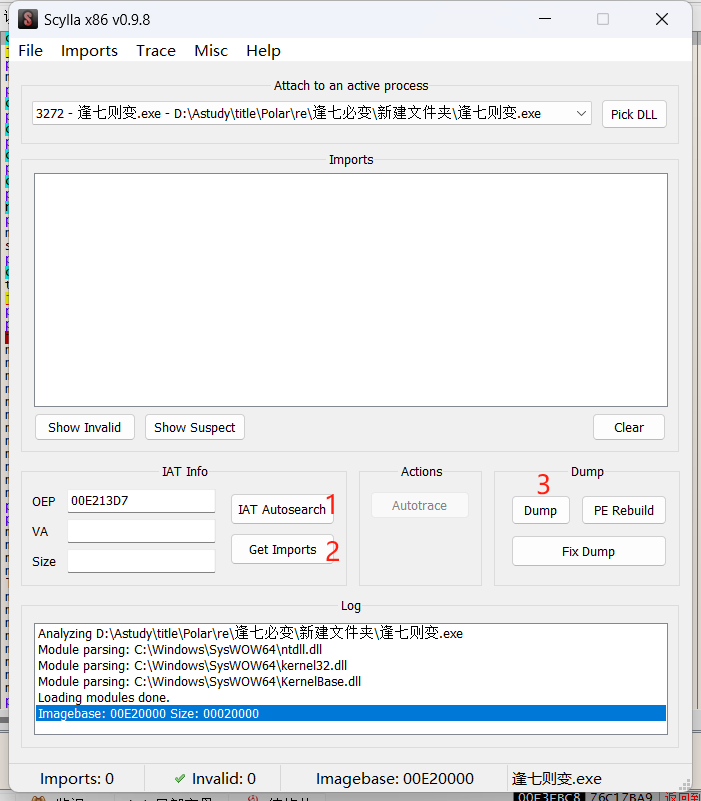 Scylla x86 v0.9.8
File Imports Trace Misc Help
Attach to an active process
3272 - 逢七则变.exe - D:\Astudy\title\Polar\re\逢七必变\新建文件夹\逢七则变.exe
Pick DLL
Imports
Show Invalid
Show Suspect
Clear
IAT Info
OEP
00E213D7
IAT Autosearch
1
VA
Get Imports
2
Size
Actions
Autotrace
Dump
3
Dump
PE Rebuild
Fix Dump
Log
Analyzing D:\Astudy\title\Polar\re\逢七必变\新建文件夹\逢七则变.exe
Module parsing: C:\Windows\SysWOW64\ntdll.dll
Module parsing: C:\Windows\SysWOW64\kernel32.dll
Module parsing: C:\Windows\SysWOW64\KernelBase.dll
Loading modules done.
Imagebase: 00E20000 Size: 00020000
Imports: 0
Invalid: 0
Imagebase: 00E20000
逢七则变.exe